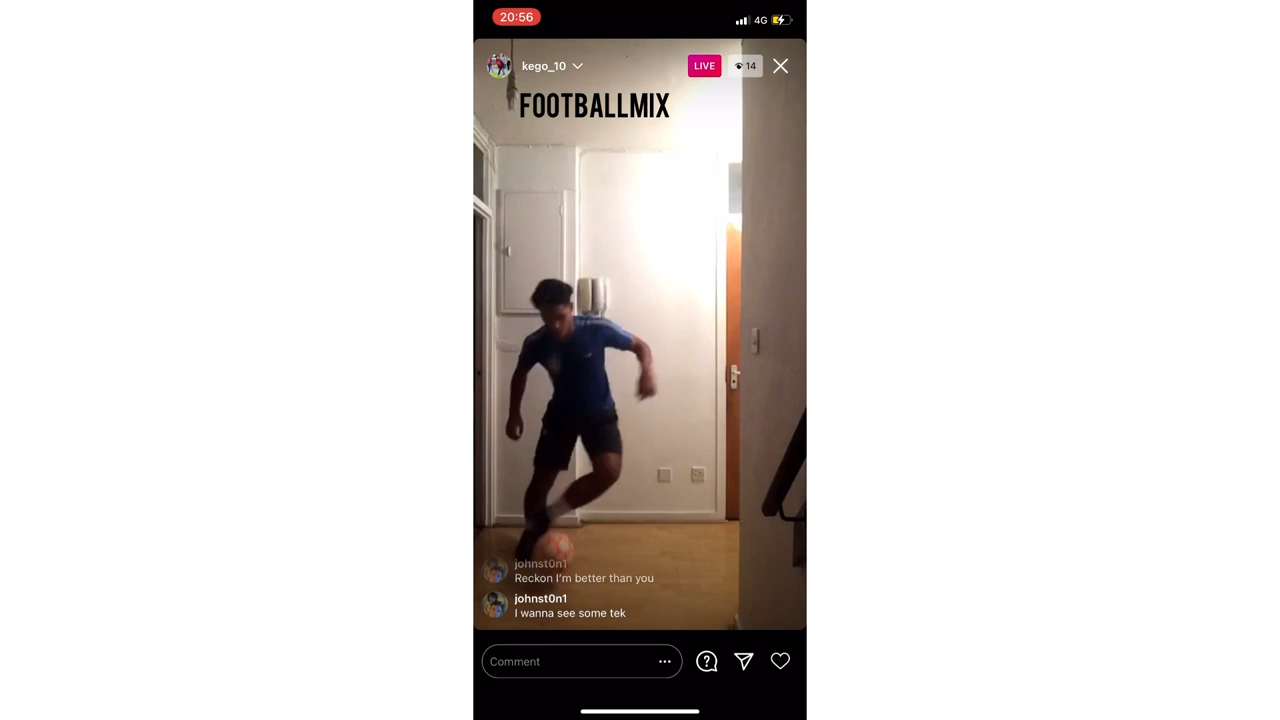 20:56
4G
kego_10
LIVE
14
FOOTBALLMIX
johnst0n1
Reckon I'm better than you
johnst0n1
I wanna see some tek
Comment